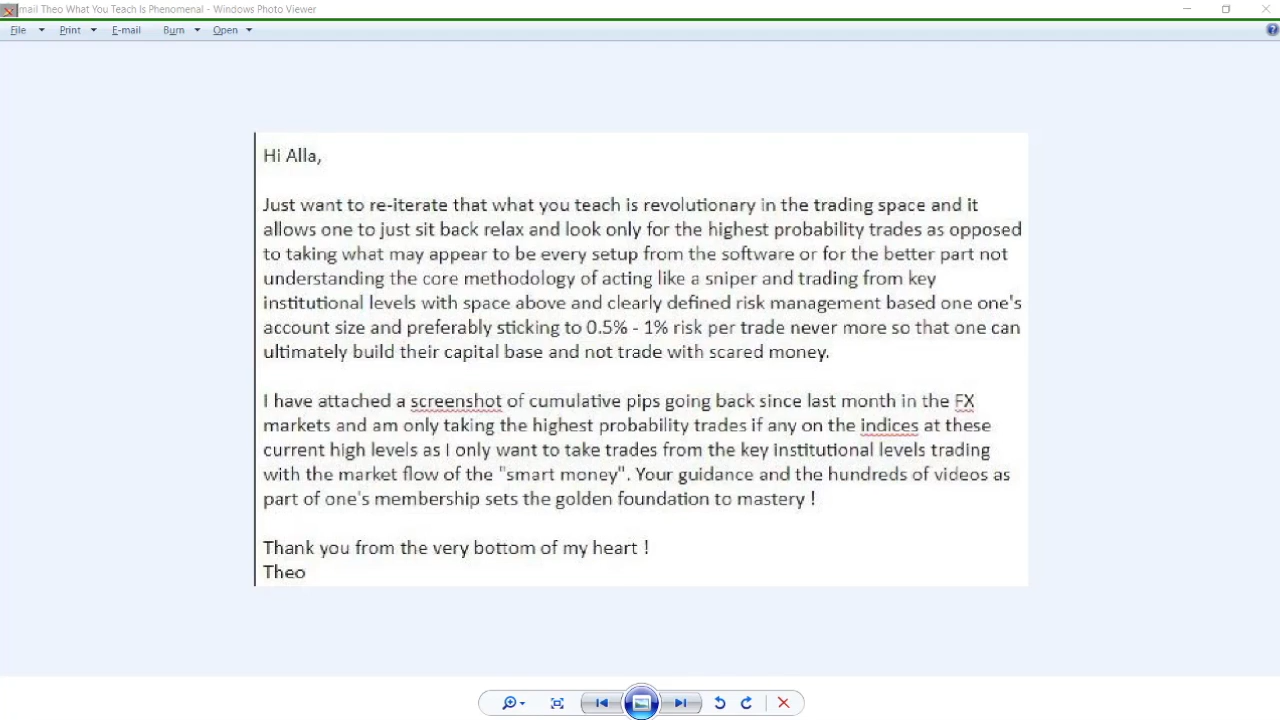 mail Theo What You Teach Is Phenomenal - Windows Photo Viewer
File Print E-mail Burn Open
Hi Alla,
Just want to re-iterate that what you teach is revolutionary in the trading space and it
allows one to just sit back relax and look only for the highest probability trades as opposed
to taking what may appear to be every setup from the software or for the better part not
understanding the core methodology of acting like a sniper and trading from key
institutional levels with space above and clearly defined risk management based one one's
account size and preferably sticking to 0.5% - 1% risk per trade never more so that one can
ultimately build their capital base and not trade with scared money.
I have attached a screenshot of cumulative pips going back since last month in the FX
markets and am only taking the highest probability trades if any on the indices at these
current high levels as I only want to take trades from the key institutional levels trading
with the market flow of the "smart money". Your guidance and the hundreds of videos as
part of one's membership sets the golden foundation to mastery !
Thank you from the very bottom of my heart !
Theo